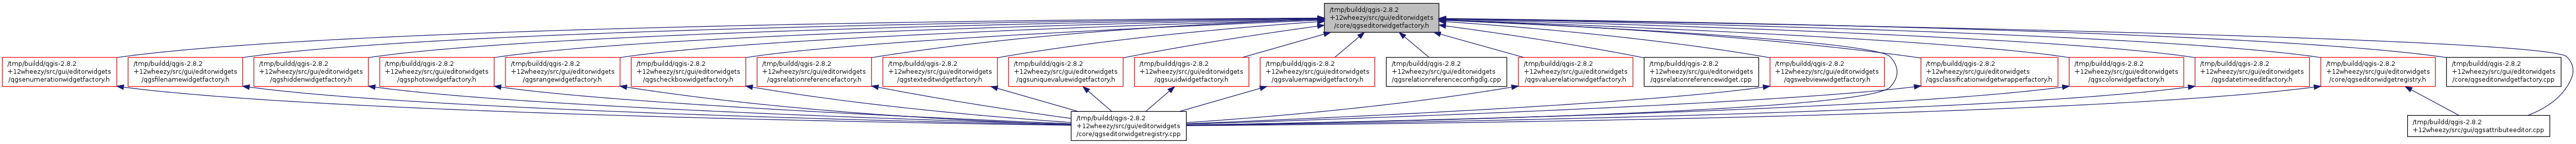 /tmp/buildd/qgis-2.8.2
+12wheezy/src/gui/editorwidgets
/core/qgseditorwidgetfactory.h
/tmp/buildd/qgis-2.8.2
+12wheezy/src/gui/editorwidgets
/qgsenumerationwidgetfactory.h
/tmp/buildd/qgis-2.8.2
+12wheezy/src/gui/editorwidgets
/qgsfilenamewidgetfactory.h
/tmp/buildd/qgis-2.8.2
+12wheezy/src/gui/editorwidgets
/qgshiddenwidgetfactory.h
/tmp/buildd/qgis-2.8.2
+12wheezy/src/gui/editorwidgets
/qgsphotowidgetfactory.h
/tmp/buildd/qgis-2.8.2
+12wheezy/src/gui/editorwidgets
/qgsrangewidgetfactory.h
/tmp/buildd/qgis-2.8.2
+12wheezy/src/gui/editorwidgets
/qgscheckboxwidgetfactory.h
/tmp/buildd/qgis-2.8.2
+12wheezy/src/gui/editorwidgets
/qgsrelationreferencefactory.h
/tmp/buildd/qgis-2.8.2
+12wheezy/src/gui/editorwidgets
/qgstexteditwidgetfactory.h
/tmp/buildd/qgis-2.8.2
+12wheezy/src/gui/editorwidgets
/qgsuniquevaluewidgetfactory.h
/tmp/buildd/qgis-2.8.2
+12wheezy/src/gui/editorwidgets
/qgsuuidwidgetfactory.h
/tmp/buildd/qgis-2.8.2
+12wheezy/src/gui/editorwidgets
/qgsvaluemapwidgetfactory.h
/tmp/buildd/qgis-2.8.2
+12wheezy/src/gui/editorwidgets
/qgsrelationreferenceconfigdlg.cpp
/tmp/buildd/qgis-2.8.2
+12wheezy/src/gui/editorwidgets
/qgsvaluerelationwidgetfactory.h
/tmp/buildd/qgis-2.8.2
+12wheezy/src/gui/editorwidgets
/qgsrelationreferencewidget.cpp
/tmp/buildd/qgis-2.8.2
+12wheezy/src/gui/editorwidgets
/qgswebviewwidgetfactory.h
/tmp/buildd/qgis-2.8.2
+12wheezy/src/gui/editorwidgets
/qgsclassificationwidgetwrapperfactory.h
/tmp/buildd/qgis-2.8.2
+12wheezy/src/gui/editorwidgets
/qgscolorwidgetfactory.h
/tmp/buildd/qgis-2.8.2
+12wheezy/src/gui/editorwidgets
/qgsdatetimeeditfactory.h
/tmp/buildd/qgis-2.8.2
+12wheezy/src/gui/editorwidgets
/core/qgseditorwidgetregistry.h
/tmp/buildd/qgis-2.8.2
+12wheezy/src/gui/editorwidgets
/core/qgseditorwidgetfactory.cpp
/tmp/buildd/qgis-2.8.2
+12wheezy/src/gui/editorwidgets
/core/qgseditorwidgetregistry.cpp
/tmp/buildd/qgis-2.8.2
+12wheezy/src/gui/qgsattributeeditor.cpp